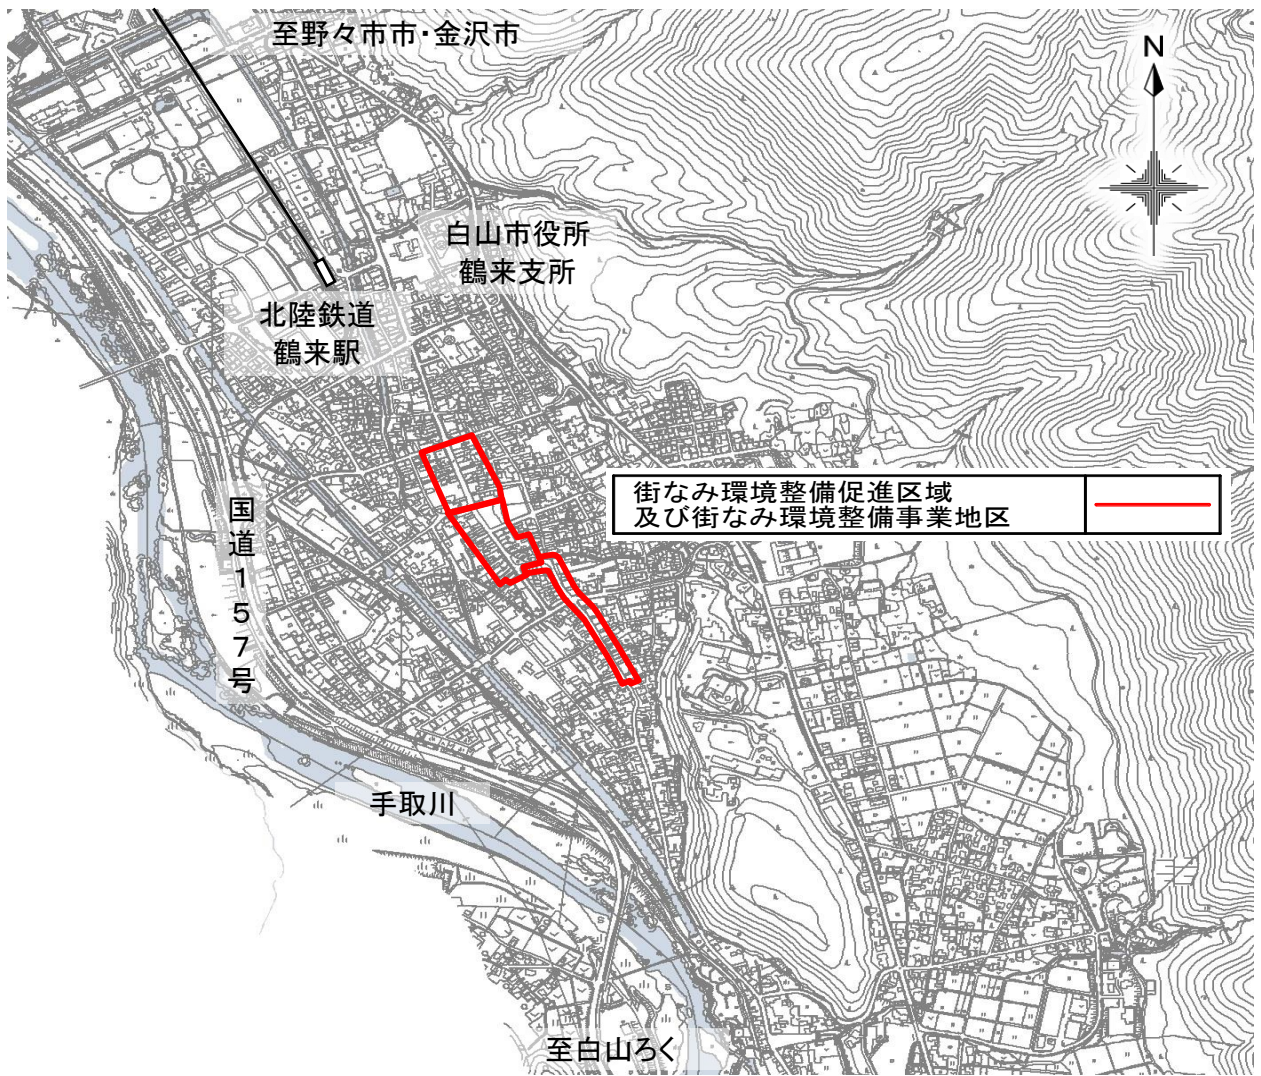 至野々市市・金沢市
N
白山市役所
鶴来支所
北陸鉄道
鶴来駅
街なみ環境整備促進区域
及び街なみ環境整備事業地区
国道157号
手取川
至白山ろく